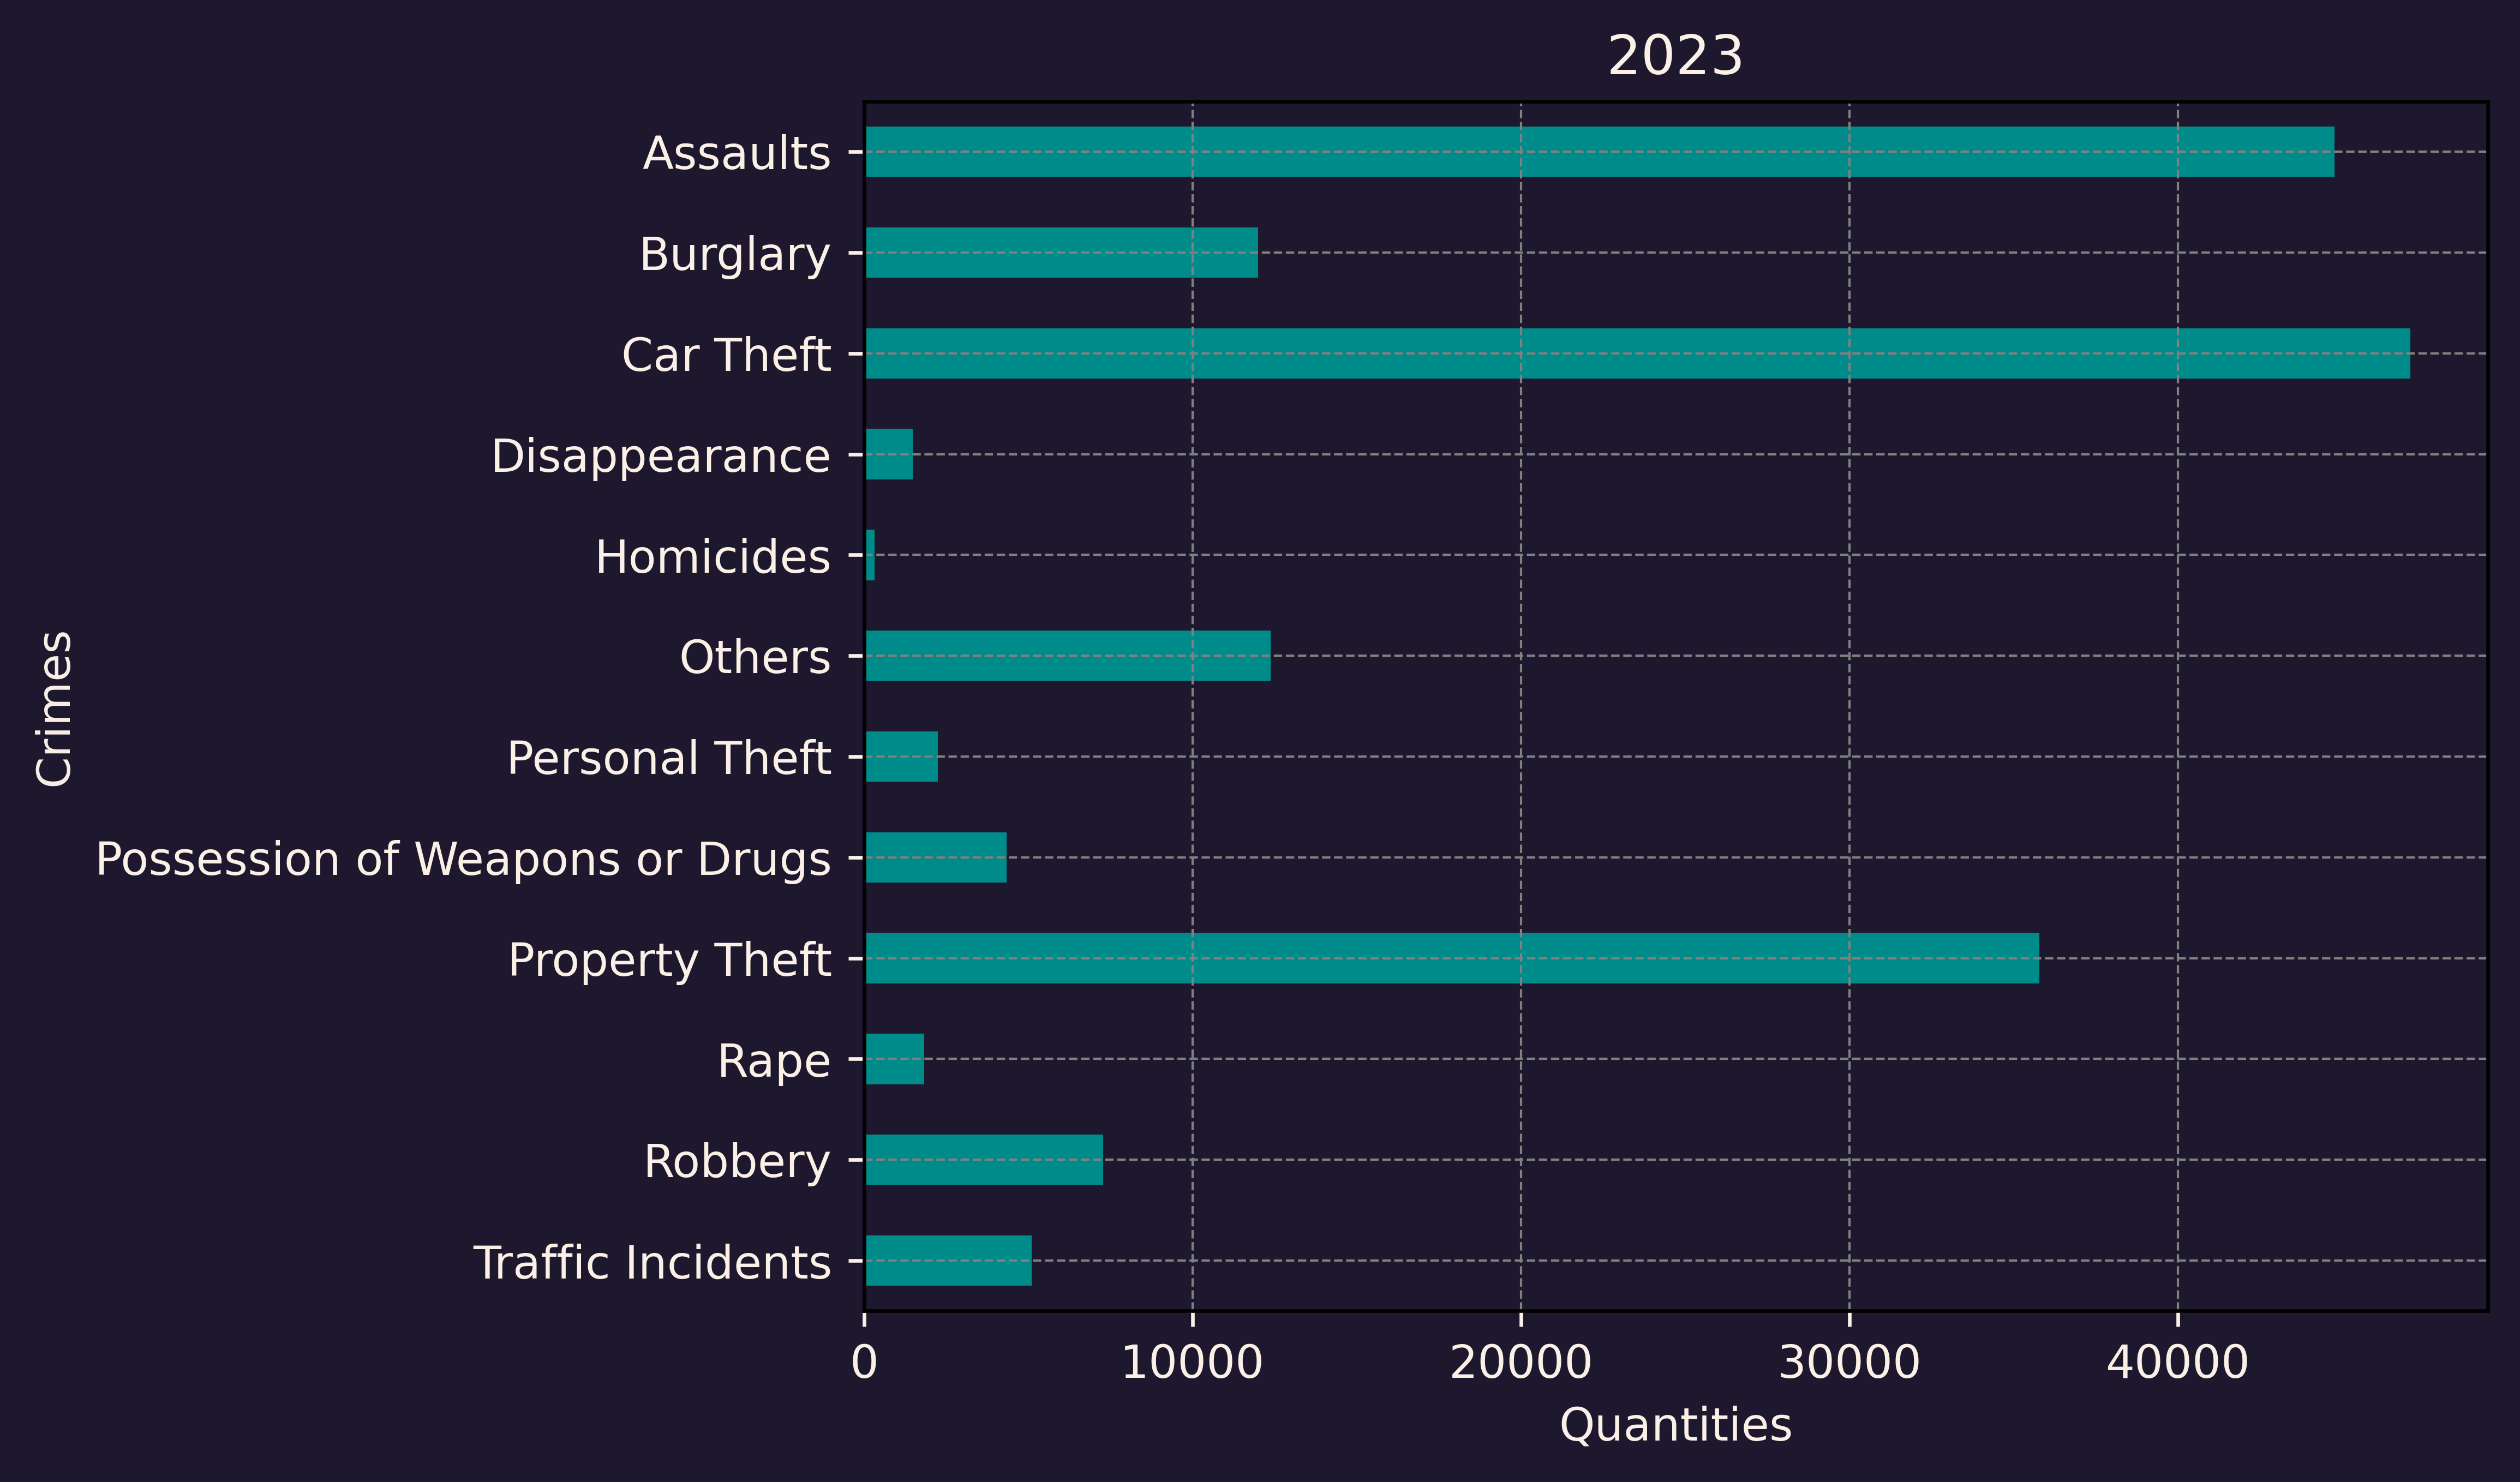 2023
Assaults
Burglary
Car Theft
Disappearance
Homicides
Others
Personal Theft
Possession of Weapons or Drugs
Property Theft
Rape
Robbery
Traffic Incidents
Crimes
0 10000 20000 30000 40000
Quantities